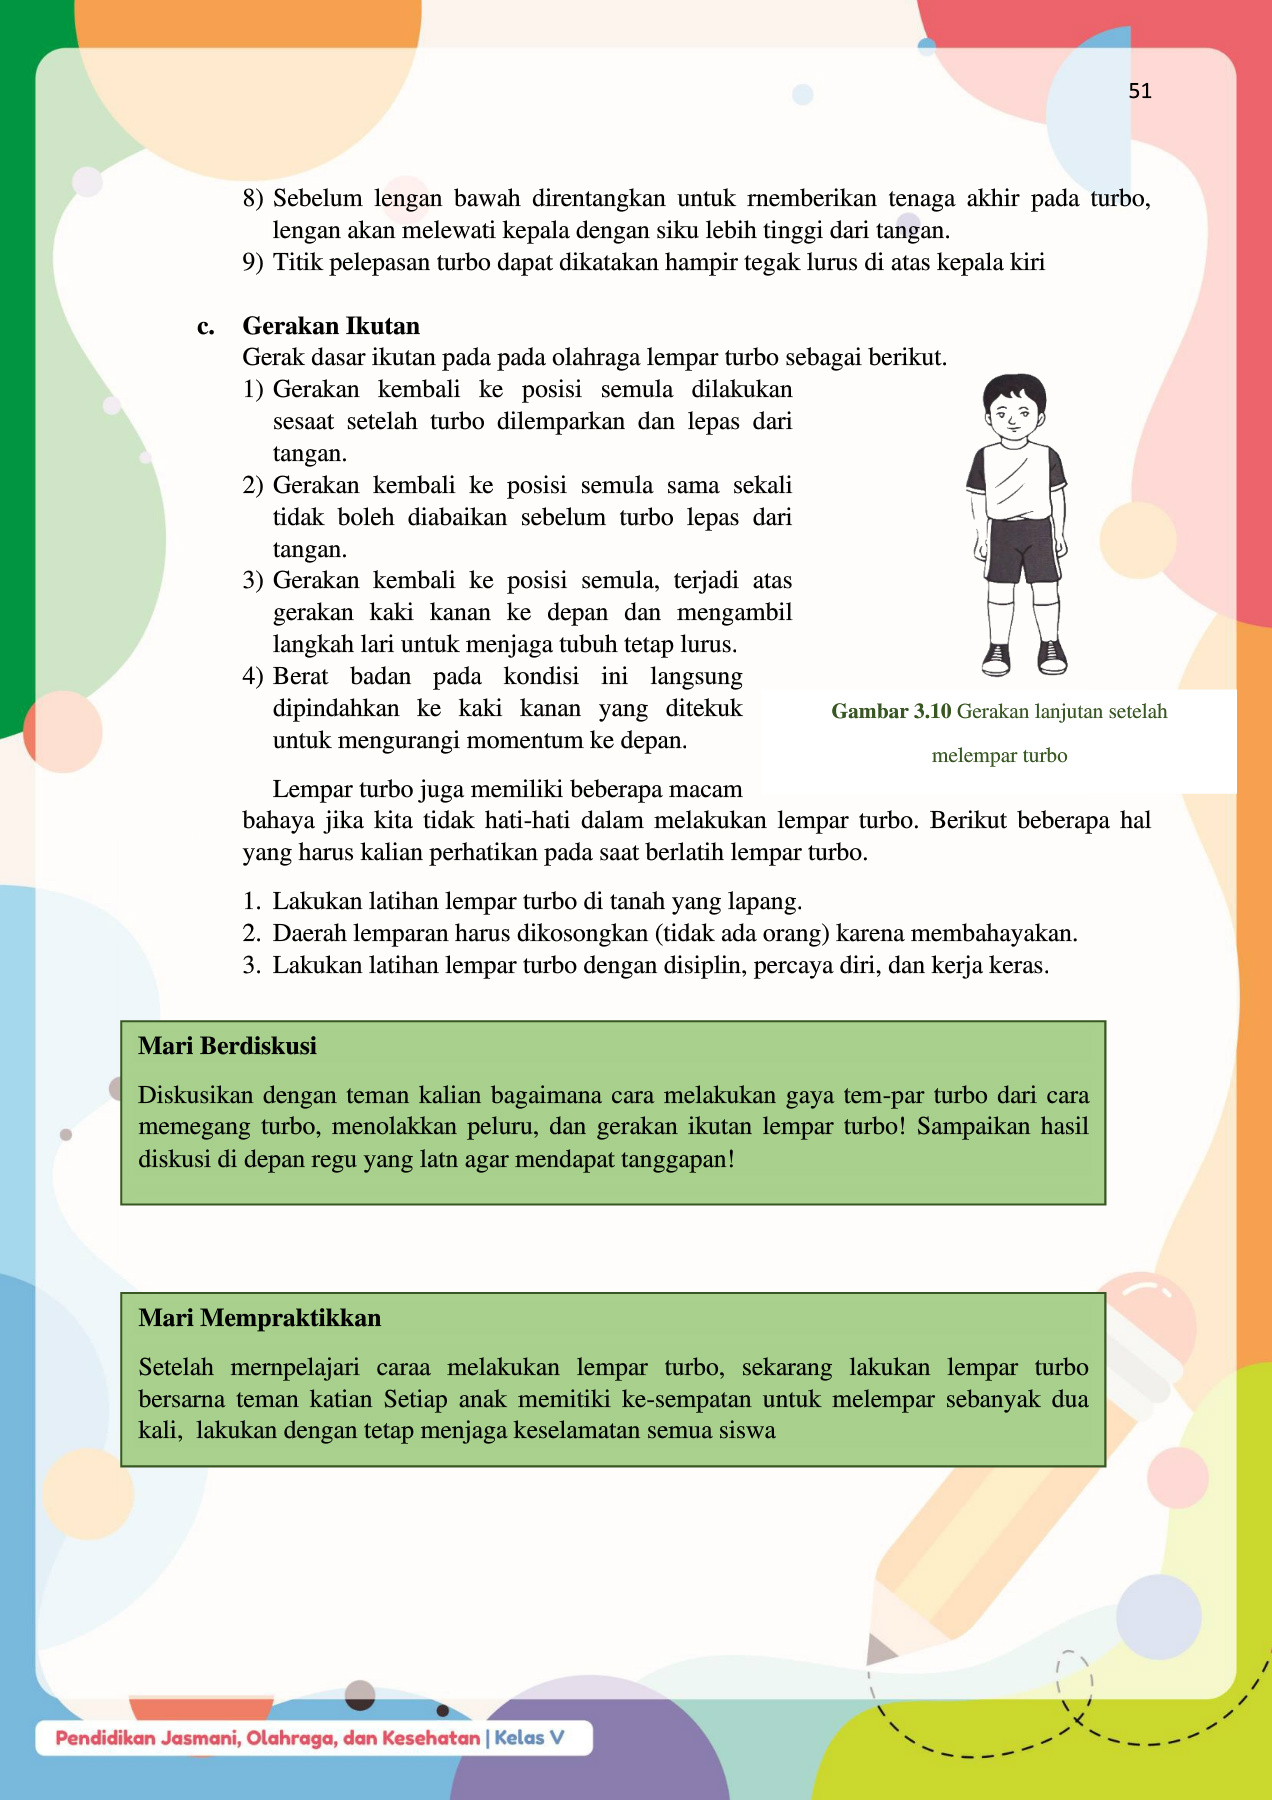 51
8) Sebelum lengan bawah direntangkan untuk rnemberikan tenaga akhir pada turbo,
lengan akan melewati kepala dengan siku lebih tinggi dari tangan.
9) Titik pelepasan turbo dapat dikatakan hampir tegak lurus di atas kepala kiri
c. Gerakan Ikutan
Gerak dasar ikutan pada pada olahraga lempar turbo sebagai berikut.
1) Gerakan kembali ke posisi semula dilakukan
sesaat setelah turbo dilemparkan dan lepas dari
tangan.
2) Gerakan kembali ke posisi semula sama sekali
tidak boleh diabaikan sebelum turbo lepas dari
tangan.
3) Gerakan kembali ke posisi semula, terjadi atas
gerakan kaki kanan ke depan dan mengambil
langkah lari untuk menjaga tubuh tetap lurus.
4) Berat badan pada kondisi ini langsung
dipindahkan ke kaki kanan yang ditekuk
untuk mengurangi momentum ke depan.
Gambar 3.10 Gerakan lanjutan setelah
melempar turbo
Lempar turbo juga memiliki beberapa macam
bahaya jika kita tidak hati-hati dalam melakukan lempar turbo. Berikut beberapa hal
yang harus kalian perhatikan pada saat berlatih lempar turbo.
1. Lakukan latihan lempar turbo di tanah yang lapang.
2. Daerah lemparan harus dikosongkan (tidak ada orang) karena membahayakan.
3. Lakukan latihan lempar turbo dengan disiplin, percaya diri, dan kerja keras.
Mari Berdiskusi
Diskusikan dengan teman kalian bagaimana cara melakukan gaya tem-par turbo dari cara
memegang turbo, menolakkan peluru, dan gerakan ikutan lempar turbo! Sampaikan hasil
diskusi di depan regu yang latn agar mendapat tanggapan!
Mari Mempraktikkan
Setelah mernpelajari caraa melakukan lempar turbo, sekarang lakukan lempar turbo
bersarna teman katian Setiap anak memitiki ke-sempatan untuk melempar sebanyak dua
kali, lakukan dengan tetap menjaga keselamatan semua siswa
Pendidikan Jasmani, Olahraga, dan Kesehatan | Kelas V